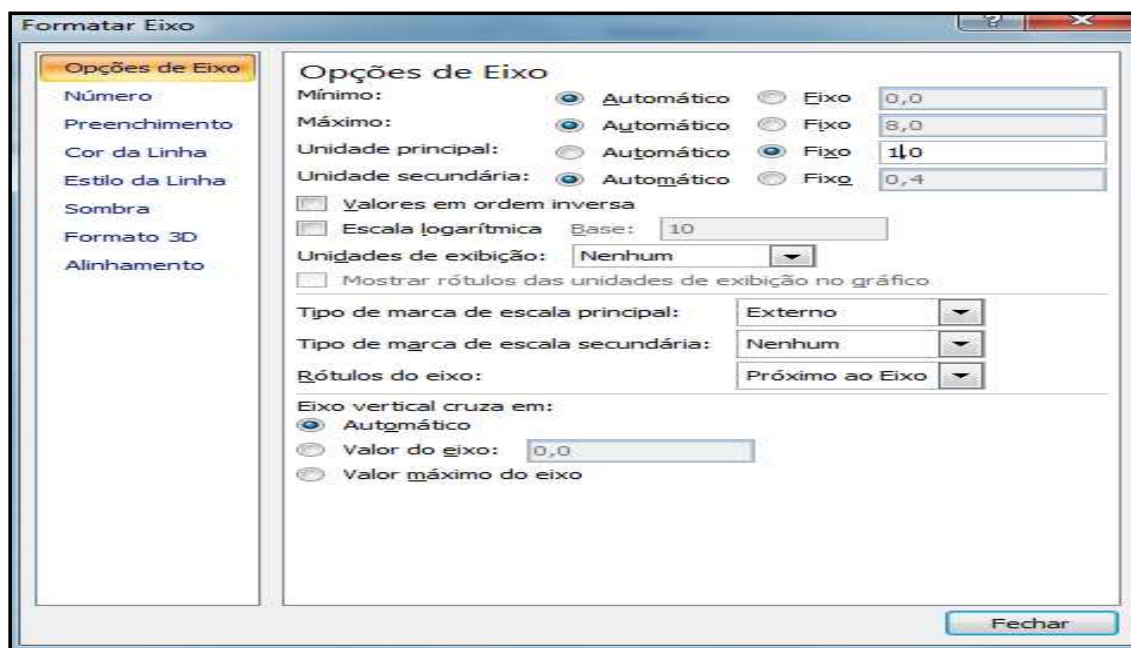 Formatar Eixo
Opções de Eixo
Número
Preenchimento
Cor da Linha
Estilo da Linha
Sombra
Formato 3D
Alinhamento
Opções de Eixo
Mínimo: Automático Fixo 0,0
Máximo: Automático Fixo 8,0
Unidade principal: Automático Fixo 1,0
Unidade secundária: Automático Fixo 0,4
Valores em ordem inversa
Escala logarítmica Base: 10
Unidades de exibição: Nenhum
Mostrar rótulos das unidades de exibição no gráfico
Tipo de marca de escala principal: Externo
Tipo de marca de escala secundária: Nenhum
Rótulos do eixo: Próximo ao Eixo
Eixo vertical cruza em:
Automático
Valor do eixo: 0,0
Valor máximo do eixo
Fechar